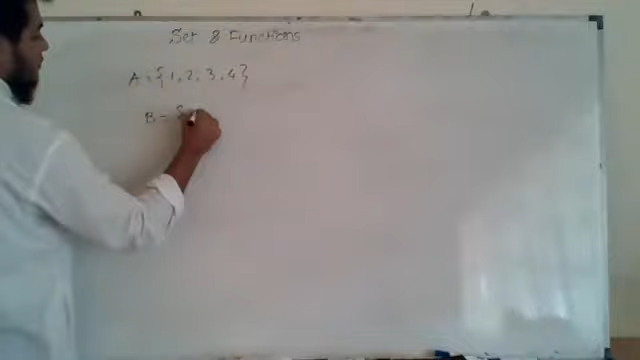 Set & Functions
A = {1, 2, 3, 4}
B = {